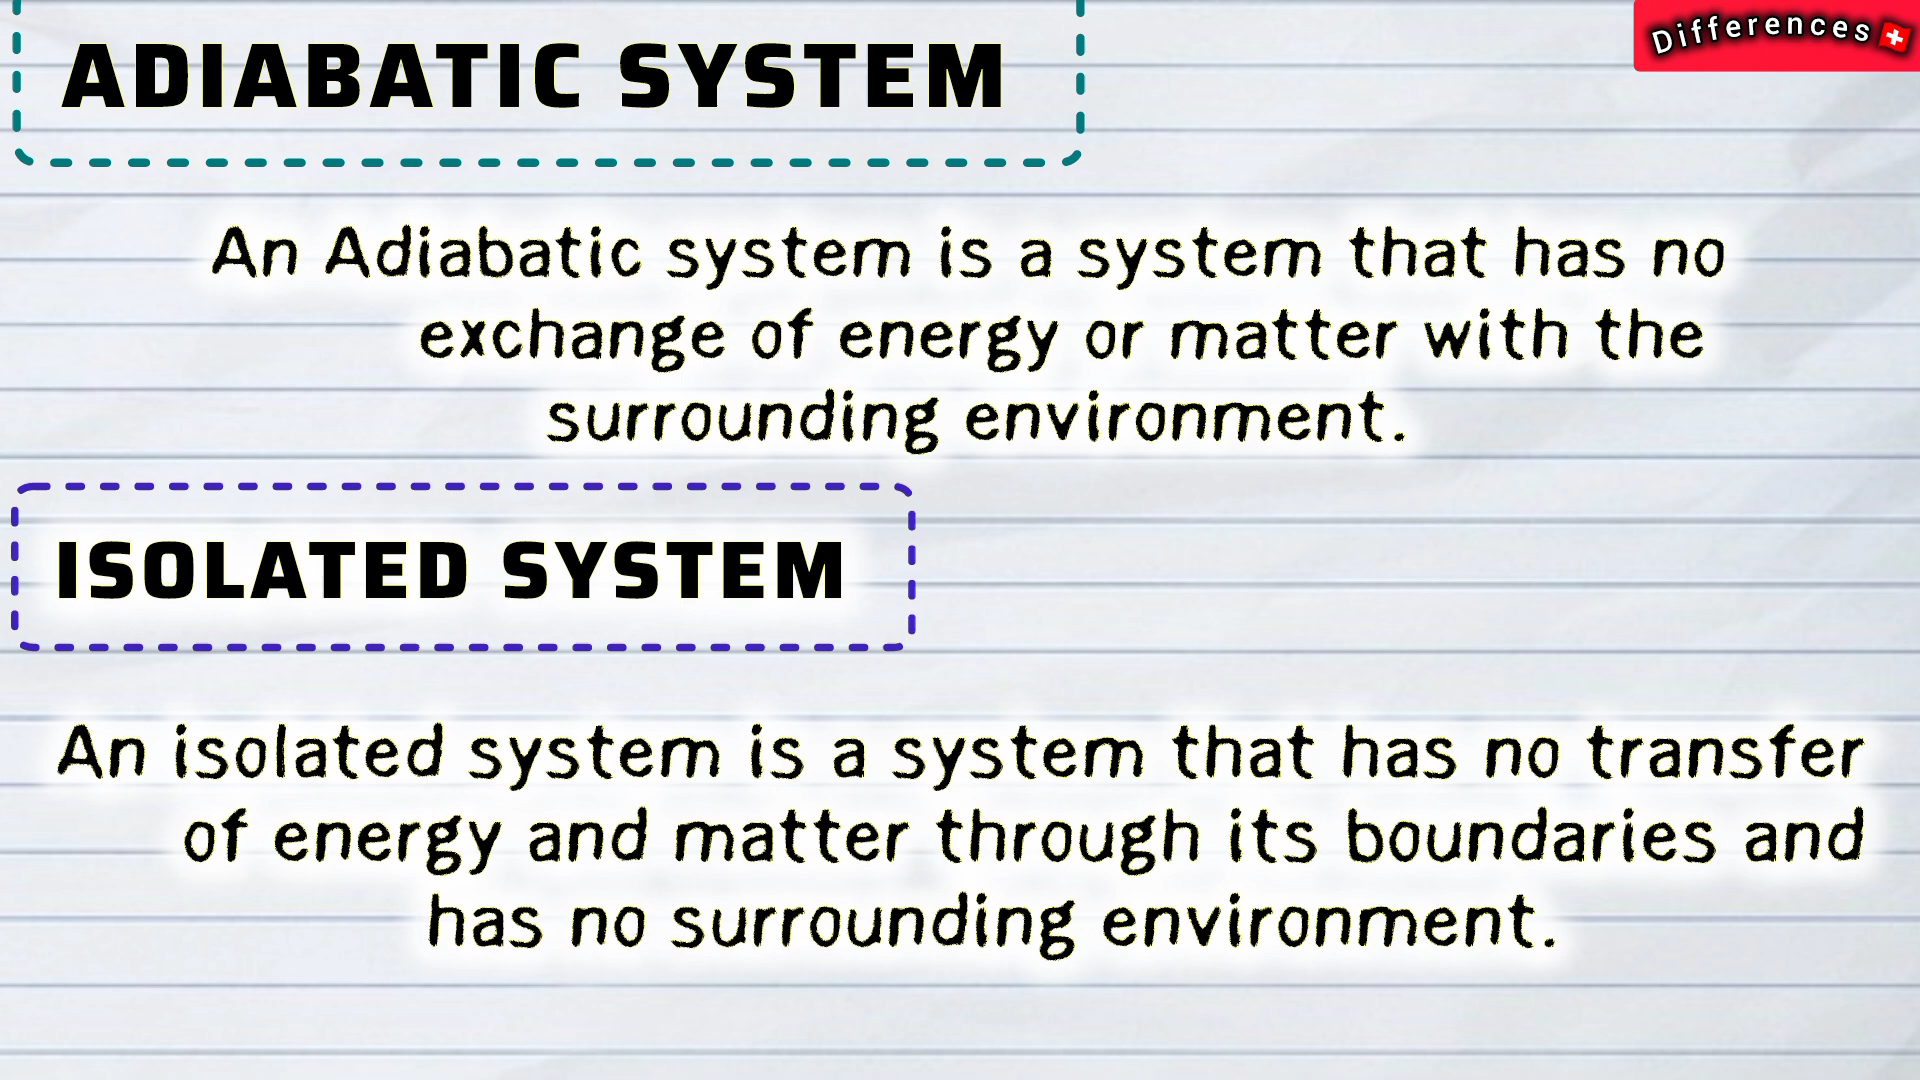 ADIABATIC SYSTEM
Differences
An Adiabatic system is a system that has no
exchange of energy or matter with the
surrounding environment.
ISOLATED SYSTEM
An isolated system is a system that has no transfer
of energy and matter through its boundaries and
has no surrounding environment.